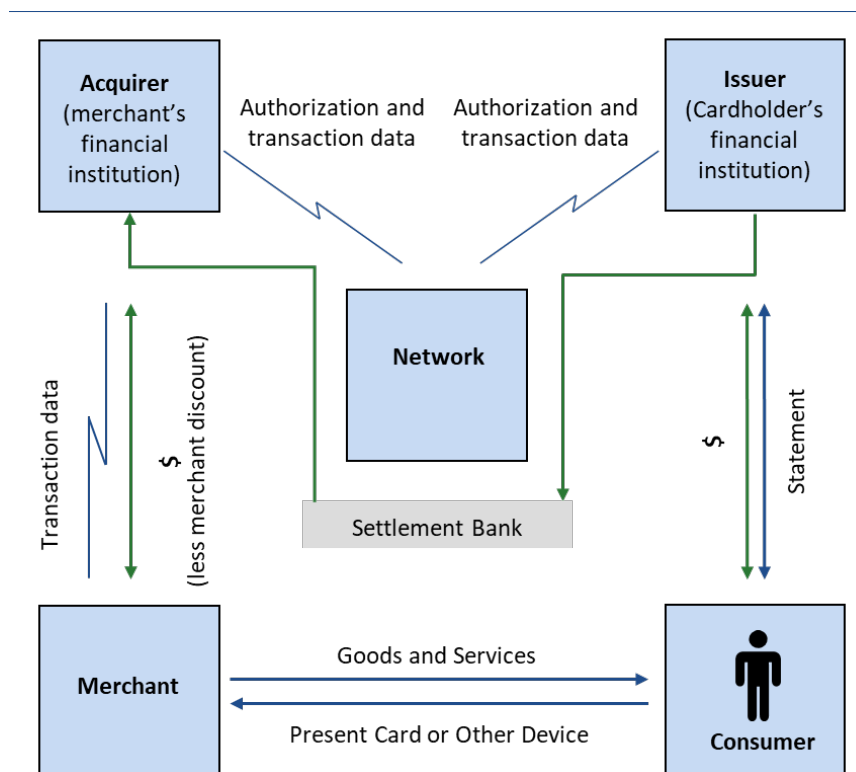 Acquirer
(merchant's
financial
institution)
Authorization and
transaction data
Authorization and
transaction data
Issuer
(Cardholder's
financial
institution)
Network
Transaction data
$
(less merchant discount)
$
Statement
Settlement Bank
Merchant
Goods and Services
Present Card or Other Device
Consumer